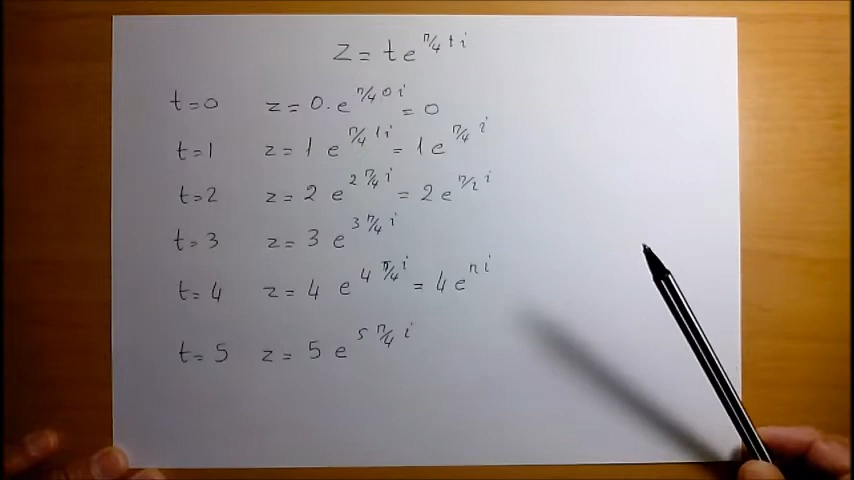 z = t e^{π/4 t i}
t=0 z = 0 · e^{π/4 0 i} = 0
t=1 z = 1 e^{π/4 1 i} = 1 e^{π/4 i}
t=2 z = 2 e^{2 π/4 i} = 2 e^{π/2 i}
t=3 z = 3 e^{3 π/4 i}
t=4 z = 4 e^{4 π/4 i} = 4 e^{π i}
t=5 z = 5 e^{5 π/4 i}